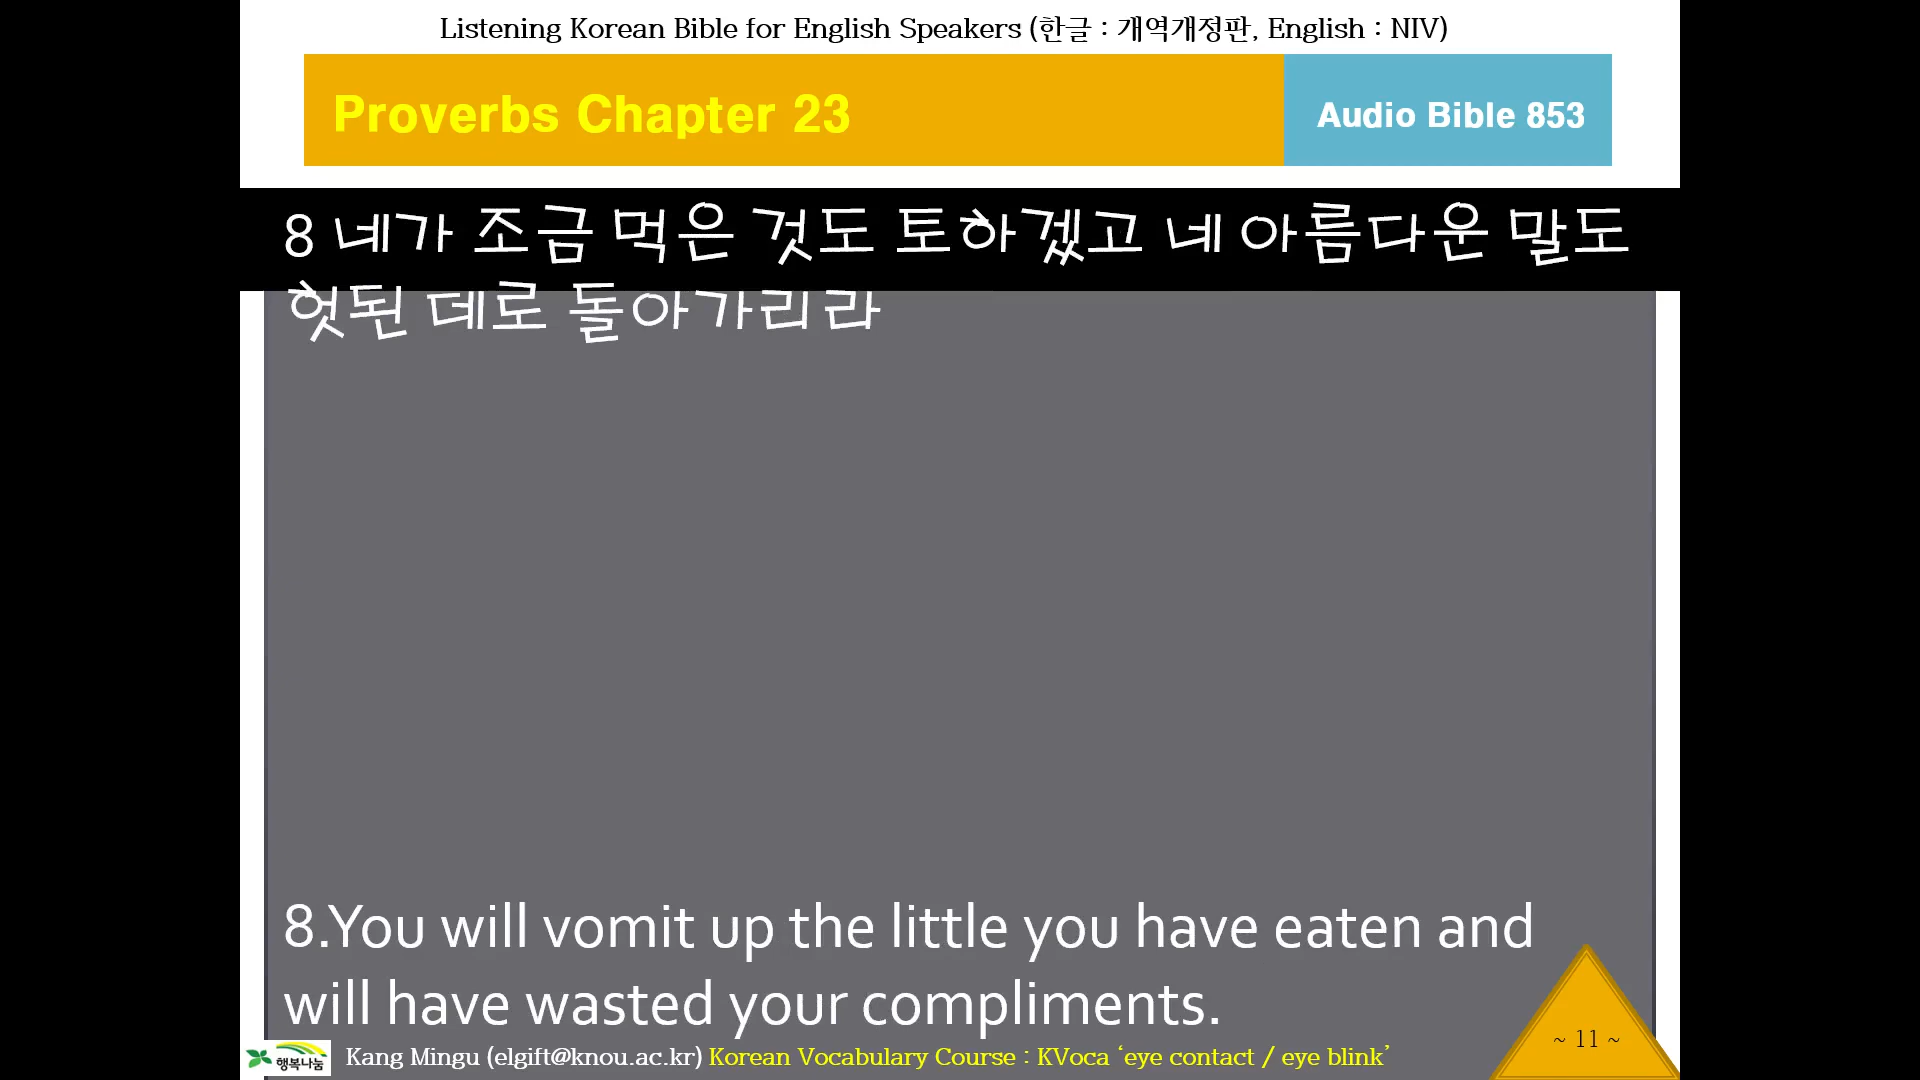 Listening Korean Bible for English Speakers (한글 : 개역개정판, English : NIV)
Proverbs Chapter 23
Audio Bible 853
8 네가 조금 먹은 것도 토하겠고 네 아름다운 말도
헛된 데로 돌아가리라
8.You will vomit up the little you have eaten and
will have wasted your compliments.
~ 11 ~
행복나눔
Kang Mingu (elgift@knou.ac.kr) Korean Vocabulary Course : KVoca ‘eye contact / eye blink’